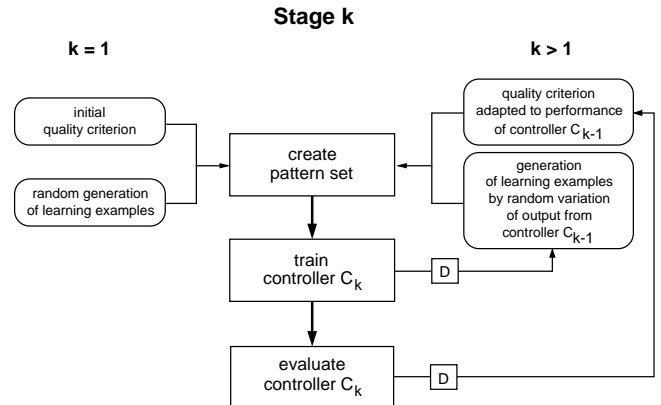 Stage k
k = 1
k > 1
initial
quality criterion
random generation
of learning examples
create
pattern set
quality criterion
adapted to performance
of controller C_{k-1}
generation
of learning examples
by random variation
of output from
controller C_{k-1}
train
controller C_k
D
evaluate
controller C_k
D